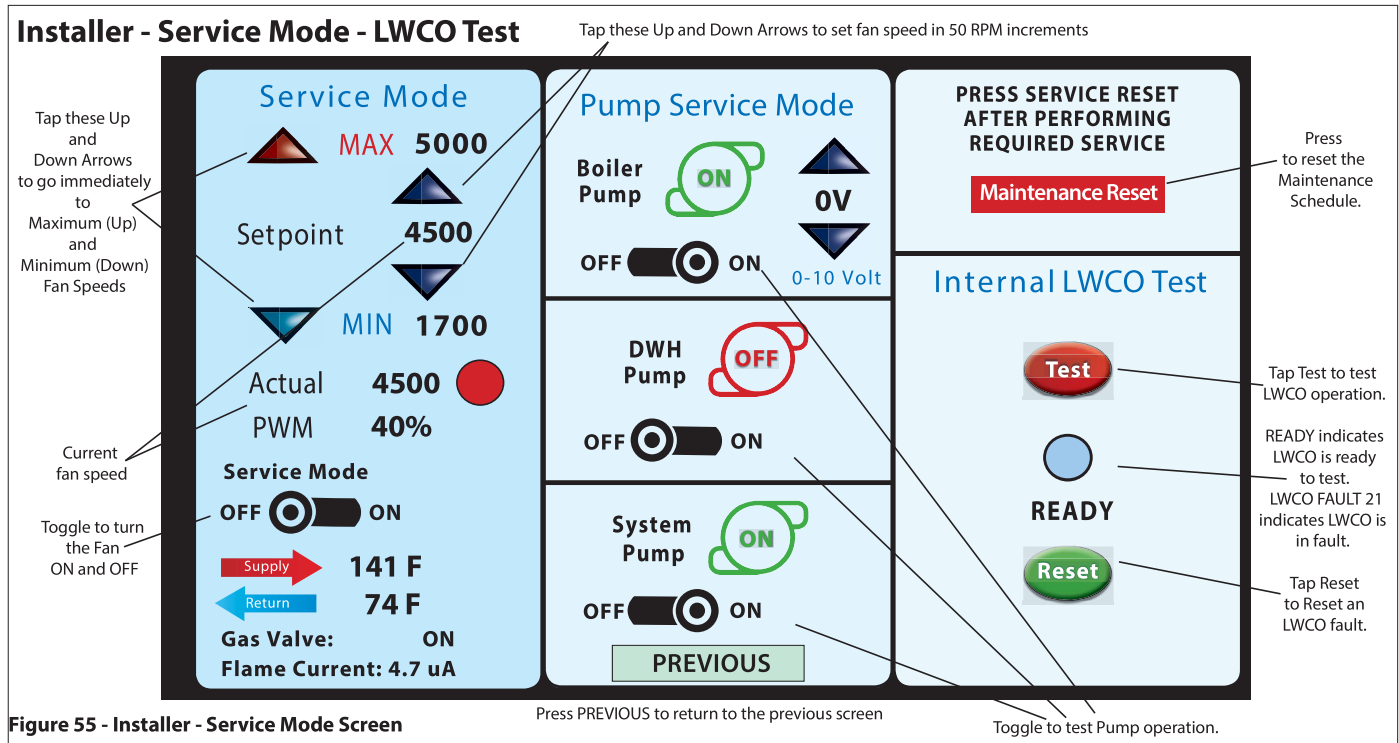 Installer - Service Mode - LWCO Test
Tap these Up and Down Arrows to set fan speed in 50 RPM increments
Tap these Up
and
Down Arrows
to go immediately
to
Maximum (Up)
and
Minimum (Down)
Fan Speeds
Current
fan speed
Toggle to turn
the Fan
ON and OFF
Service Mode
MAX 5000
Setpoint 4500
MIN 1700
Actual 4500
PWM 40%
Service Mode
OFF ON
Supply 141 F
Return 74 F
Gas Valve: ON
Flame Current: 4.7 uA
Pump Service Mode
Boiler
Pump
ON
0V
OFF ON
0-10 Volt
DWH
Pump
OFF
OFF ON
System
Pump
ON
OFF ON
PREVIOUS
PRESS SERVICE RESET
AFTER PERFORMING
REQUIRED SERVICE
Maintenance Reset
Internal LWCO Test
Test
READY
Reset
Press
to reset the
Maintenance
Schedule.
Tap Test to test
LWCO operation.
READY indicates
LWCO is ready
to test.
LWCO FAULT 21
indicates LWCO is
in fault.
Tap Reset
to Reset an
LWCO fault.
Figure 55 - Installer - Service Mode Screen
Press PREVIOUS to return to the previous screen
Toggle to test Pump operation.